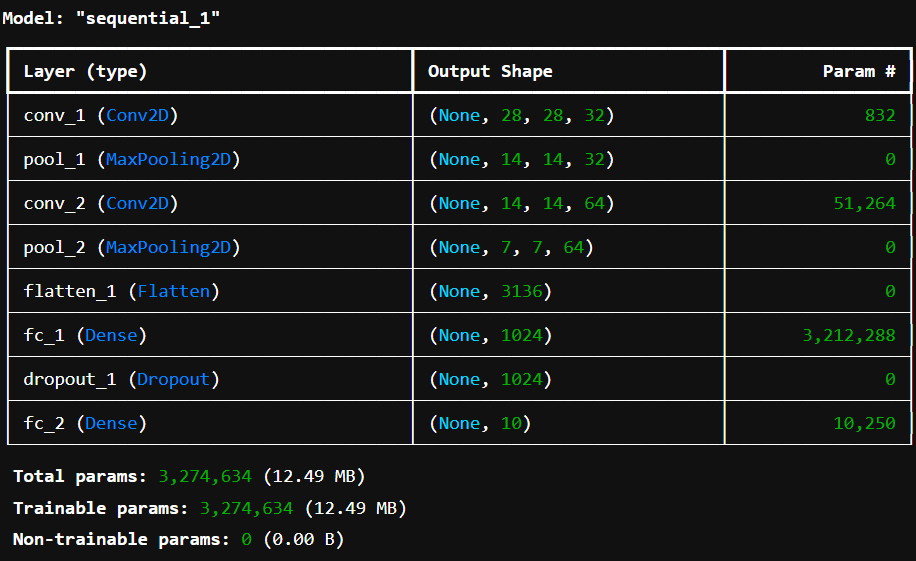 Model: "sequential_1"
Layer (type) Output Shape Param #
conv_1 (Conv2D) (None, 28, 28, 32) 832
pool_1 (MaxPooling2D) (None, 14, 14, 32) 0
conv_2 (Conv2D) (None, 14, 14, 64) 51,264
pool_2 (MaxPooling2D) (None, 7, 7, 64) 0
flatten_1 (Flatten) (None, 3136) 0
fc_1 (Dense) (None, 1024) 3,212,288
dropout_1 (Dropout) (None, 1024) 0
fc_2 (Dense) (None, 10) 10,250
Total params: 3,274,634 (12.49 MB)
Trainable params: 3,274,634 (12.49 MB)
Non-trainable params: 0 (0.00 B)